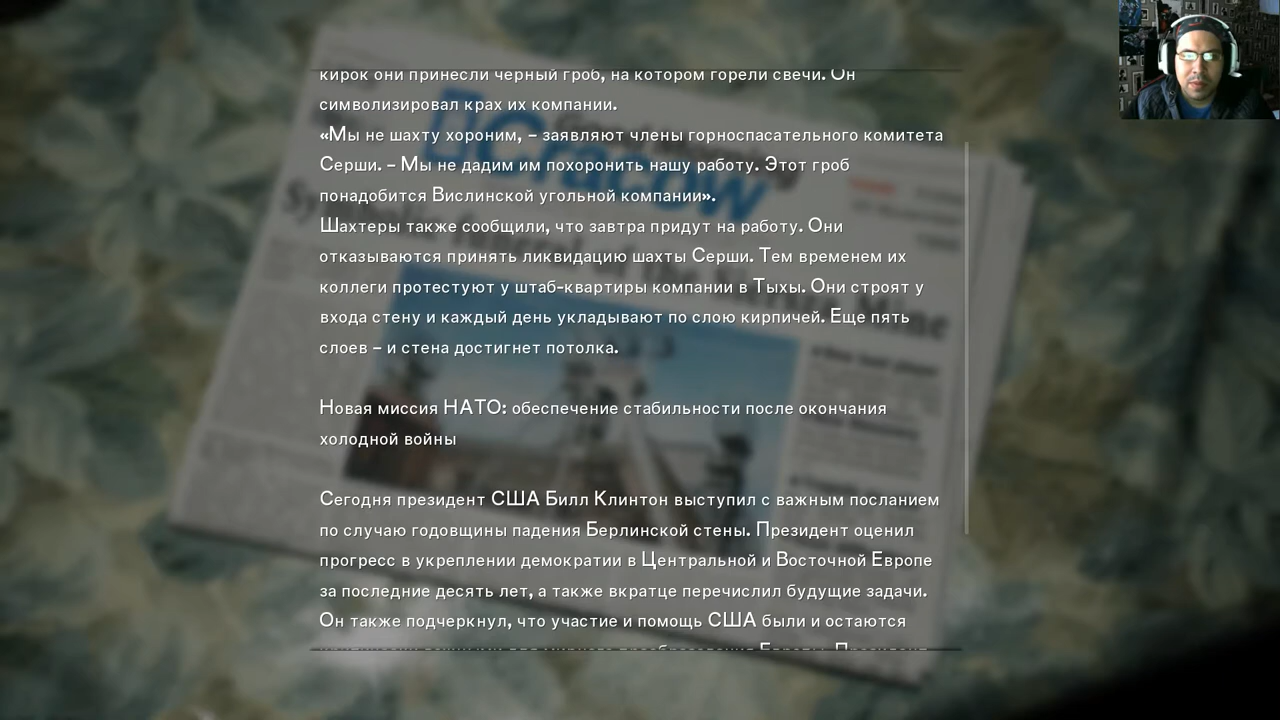 кирок они принесли черный гроб, на котором горели свечи. Он
символизировал крах их компании.
«Мы не шахту хороним, – заявляют члены горноспасательного комитета
Серши. – Мы не дадим им похоронить нашу работу. Этот гроб
понадобится Вислинской угольной компании».
Шахтеры также сообщили, что завтра придут на работу. Они
отказываются принять ликвидацию шахты Серши. Тем временем их
коллеги протестуют у штаб-квартиры компании в Тыхы. Они строят у
входа стену и каждый день укладывают по слою кирпичей. Еще пять
слоев – и стена достигнет потолка.
Новая миссия НАТО: обеспечение стабильности после окончания
холодной войны
Сегодня президент США Билл Клинтон выступил с важным посланием
по случаю годовщины падения Берлинской стены. Президент оценил
прогресс в укреплении демократии в Центральной и Восточной Европе
за последние десять лет, а также вкратце перечислил будущие задачи.
Он также подчеркнул, что участие и помощь США были и остаются